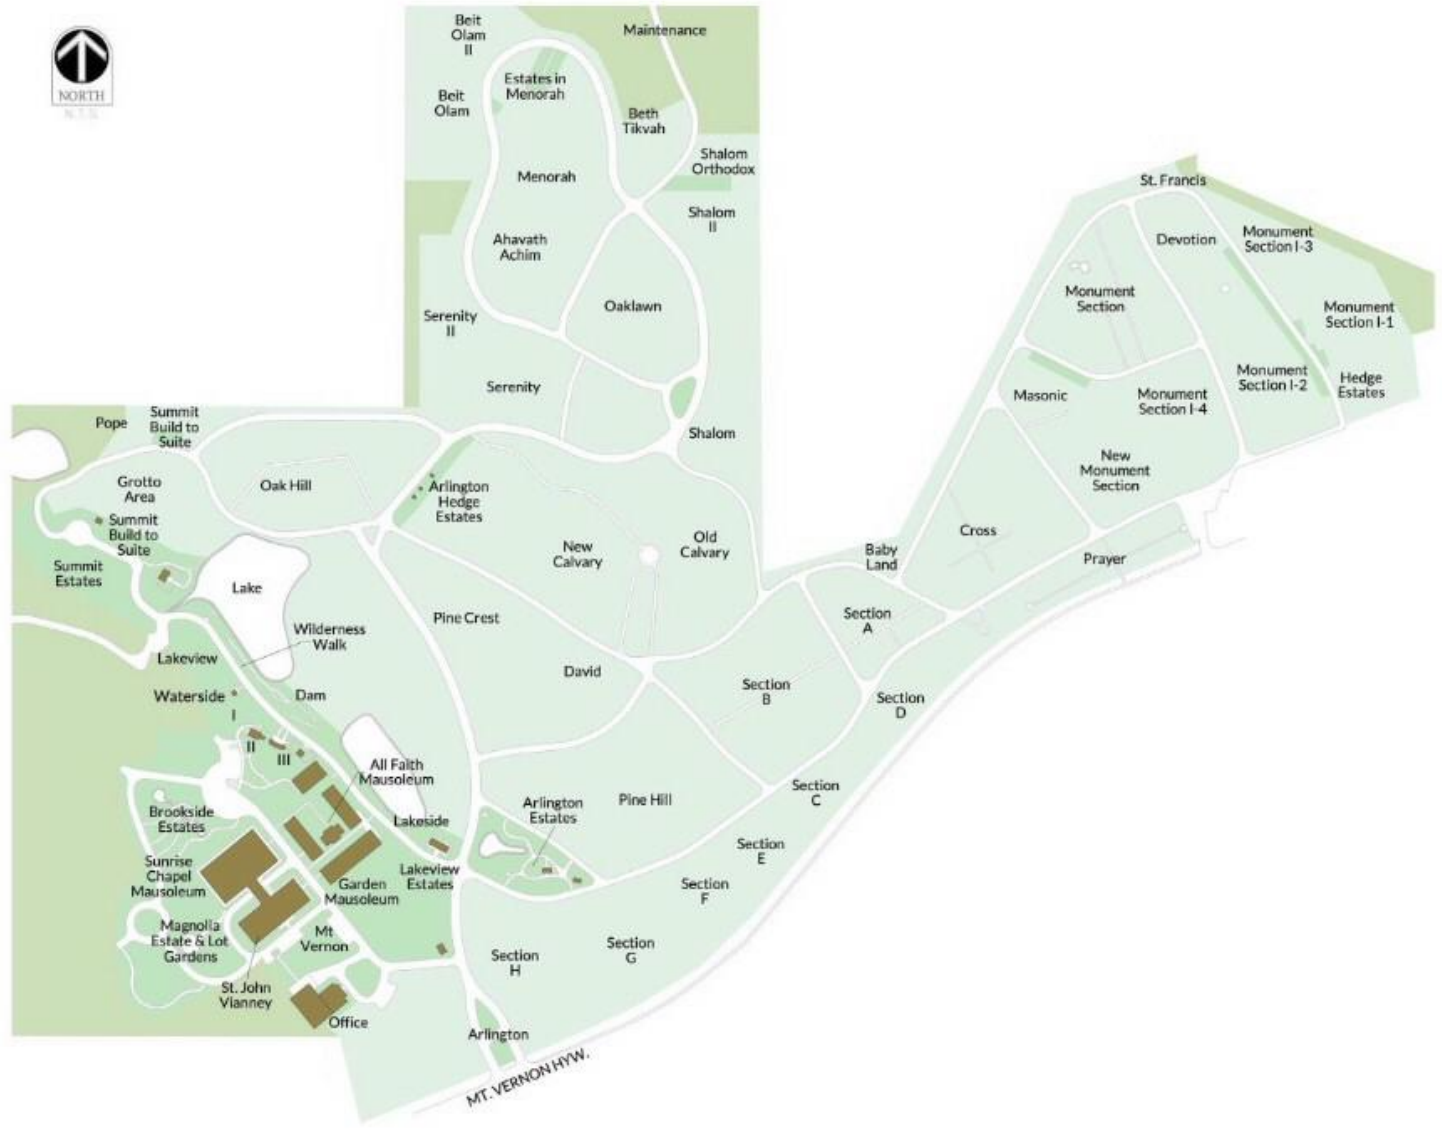 NORTH
N.T.S.
Beit
Olam
II
Maintenance
Estates in
Menorah
Beit
Olam
Beth
Tikvah
Shalom
Orthodox
Menorah
Shalom
II
Ahavath
Achim
Oaklawn
Serenity
II
Serenity
Shalom
St. Francis
Devotion
Monument
Section I-3
Monument
Section
Monument
Section I-1
Monument
Section I-2
Hedge
Estates
Masonic
Monument
Section I-4
New
Monument
Section
Cross
Prayer
Baby
Land
Section
A
Pope
Summit
Build to
Suite
Grotto
Area
Oak Hill
Arlington
Hedge
Estates
Summit
Build to
Suite
New
Calvary
Old
Calvary
Summit
Estates
Lake
Pine Crest
Wilderness
Walk
Lakeview
David
Section
B
Section
D
Waterside
I
Dam
II
III
All Faith
Mausoleum
Section
C
Pine Hill
Arlington
Estates
Brookside
Estates
Lakeside
Section
E
Sunrise
Chapel
Mausoleum
Lakeview
Estates
Garden
Mausoleum
Section
F
Magnolia
Estate & Lot
Gardens
Mt
Vernon
Section
G
Section
H
St. John
Vianney
Office
Arlington
MT. VERNON HYW.